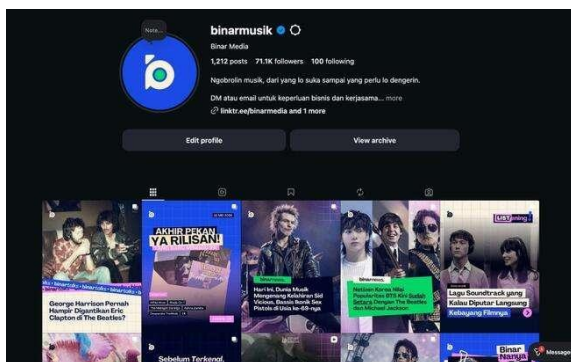 Note...
binarmusik
Binar Media
1,212 posts 71.1K followers 100 following
Ngobrolin musik, dari yang lo suka sampai yang perlu lo dengerin.
DM atau email untuk keperluan bisnis dan kerjasama... more
linktr.ee/binarmedia and 1 more
Edit profile
View archive
George Harrison Pernah
Hampir Digantikan Eric
Clapton di The Beatles?
AKHIR PEKAN
YA RILISAN!
Sebelum Terkenal,
binarnews.
Hari Ini, Dunia Musik
Mengenang Kelahiran Sid
Vicious, Bassis Ikonik Sex
Pistols di Usia ke-69-nya
binarnews.
Netizen Korea Nilai
Popularitas BTS Kini Sudah
Setara Dengan The Beatles
dan Michael Jackson
LISTening
Lagu Soundtrack yang
Kalau Diputar Langsung
Kebayang Filmnya
Binar
Nanya
Messages